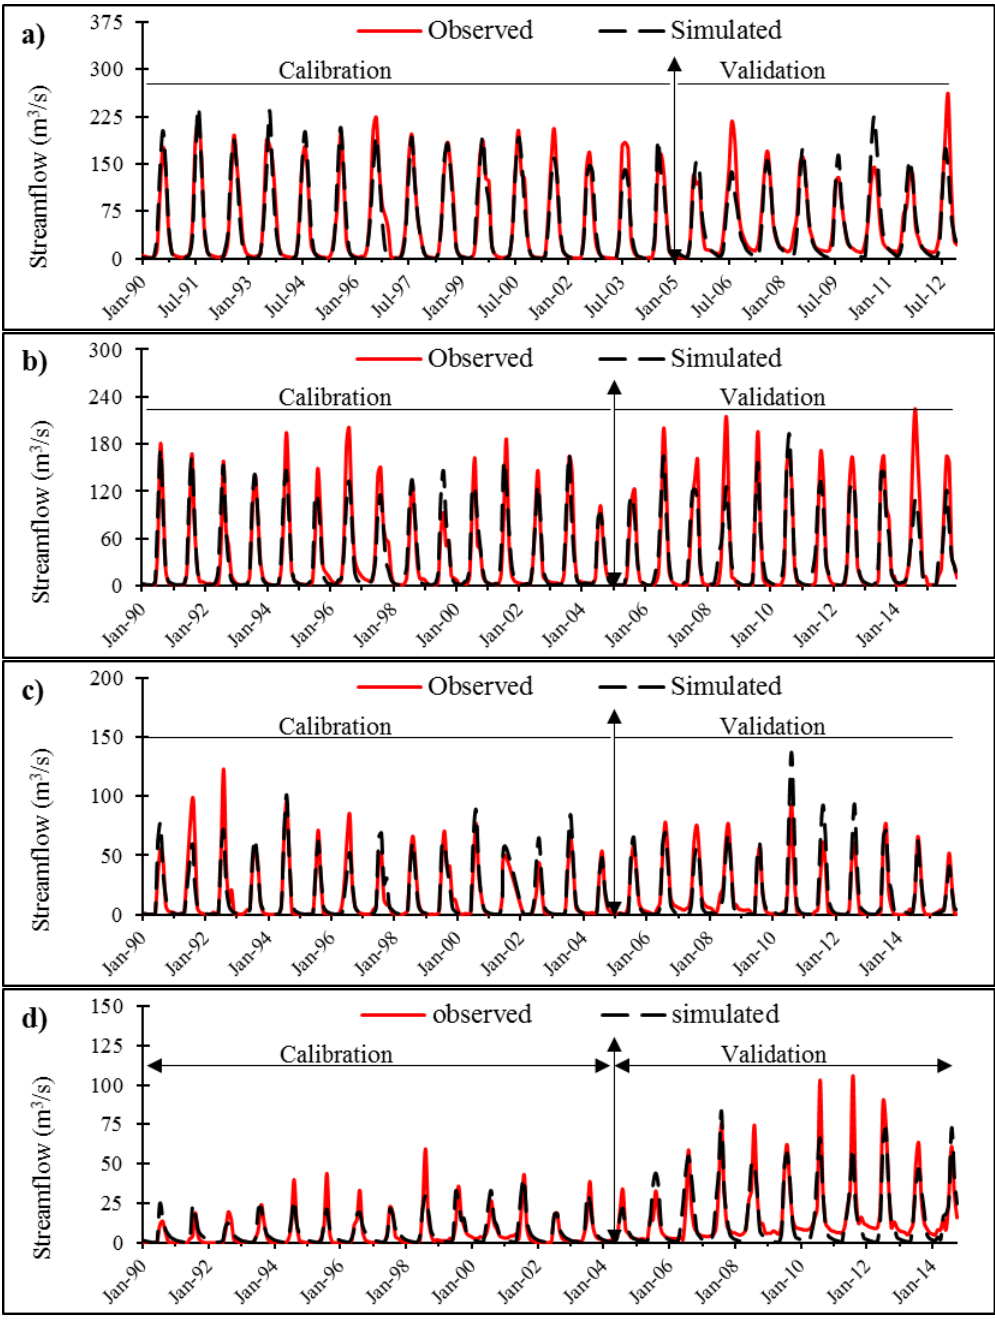 a)
Observed
Simulated
Calibration
Validation
Streamflow (m³/s)
375
300
225
150
75
0
Jan-90
Jul-91
Jan-93
Jul-94
Jan-96
Jul-97
Jan-99
Jul-00
Jan-02
Jul-03
Jan-05
Jul-06
Jan-08
Jul-09
Jan-11
Jul-12
b)
Observed
Simulated
Calibration
Validation
Streamflow (m³/s)
300
240
180
120
60
0
Jan-90
Jan-92
Jan-94
Jan-96
Jan-98
Jan-00
Jan-02
Jan-04
Jan-06
Jan-08
Jan-10
Jan-12
Jan-14
c)
Observed
Simulated
Calibration
Validation
Streamflow (m³/s)
200
150
100
50
0
Jan-90
Jan-92
Jan-94
Jan-96
Jan-98
Jan-00
Jan-02
Jan-04
Jan-06
Jan-08
Jan-10
Jan-12
Jan-14
d)
observed
simulated
Calibration
Validation
Streamflow (m³/s)
150
125
100
75
50
25
0
Jan-90
Jan-92
Jan-94
Jan-96
Jan-98
Jan-00
Jan-02
Jan-04
Jan-06
Jan-08
Jan-10
Jan-12
Jan-14